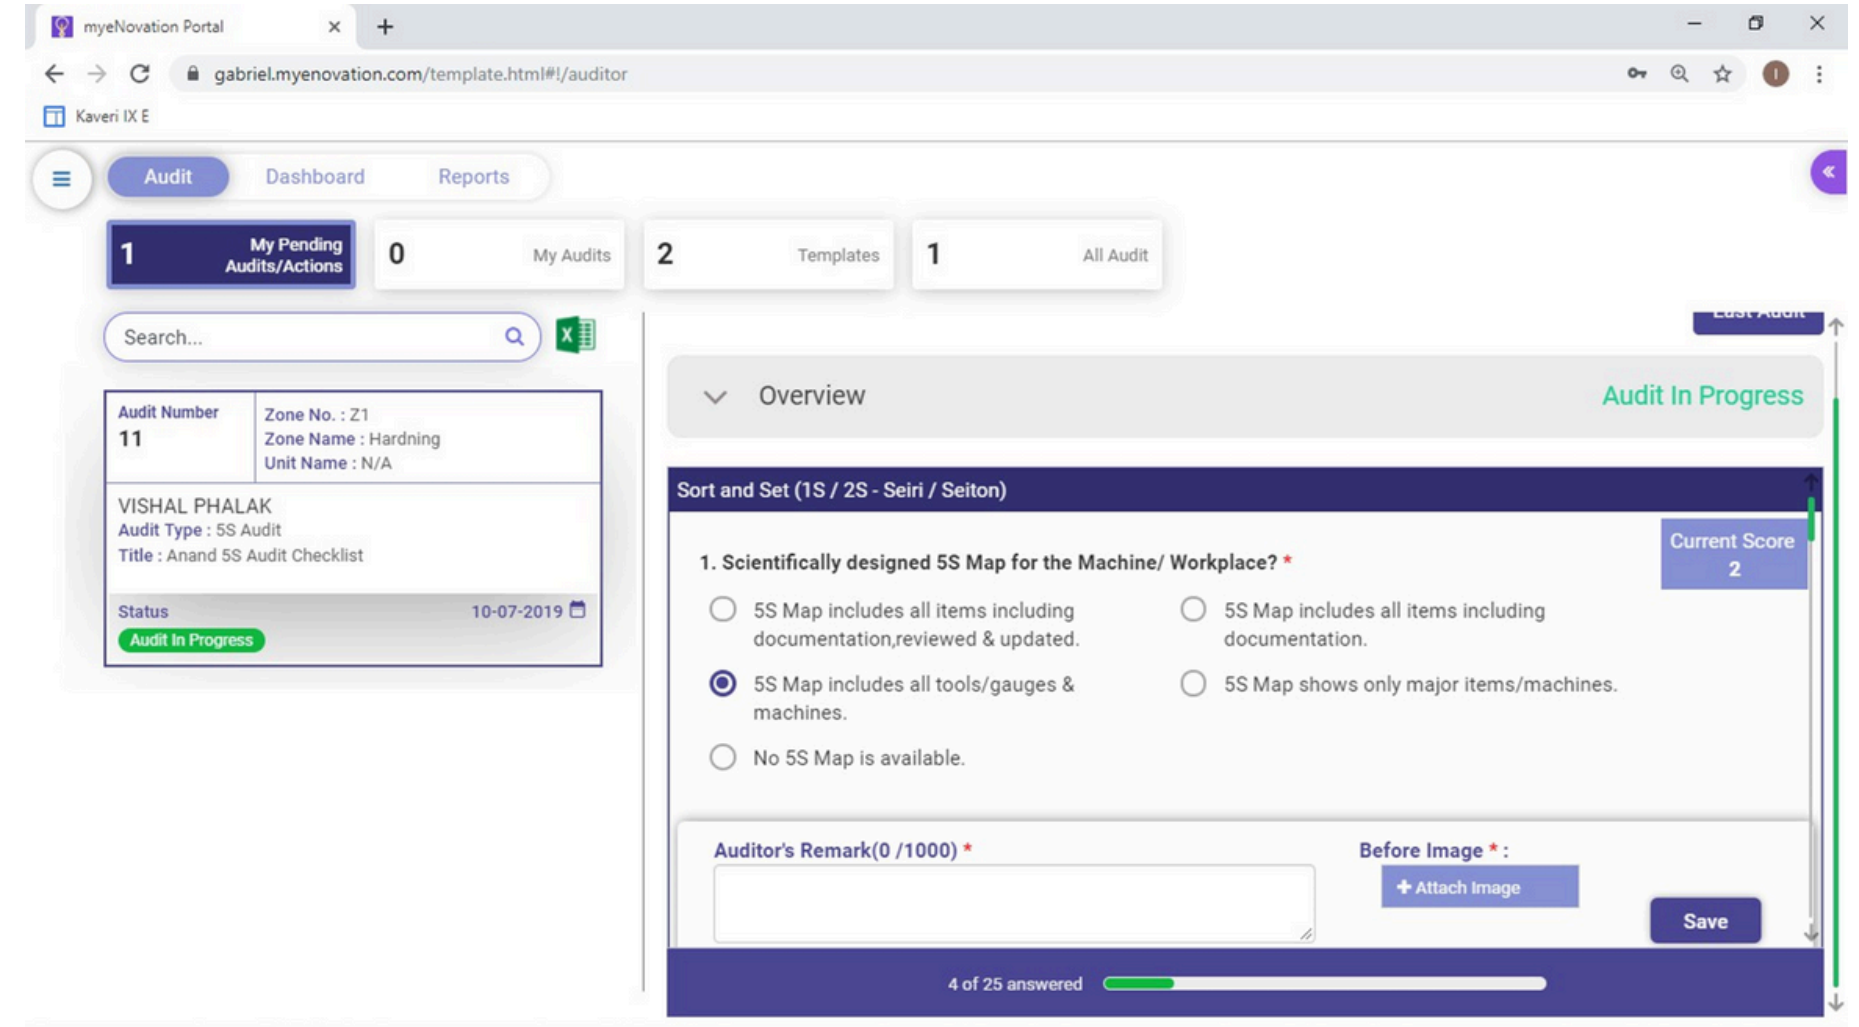 myeNovation Portal
gabriel.myenovation.com/template.html#!/auditor
I
Kaveri IX E
Audit
Dashboard
Reports
1
My Pending
Audits/Actions
0
My Audits
2
Templates
1
All Audit
Search...
X
Last Audit
Overview
Audit In Progress
Audit Number
11
Zone No. : Z1
Zone Name : Hardning
Unit Name : N/A
VISHAL PHALAK
Audit Type : 5S Audit
Title : Anand 5S Audit Checklist
Status
10-07-2019
Audit In Progress
Sort and Set (1S / 2S - Seiri / Seiton)
Current Score
2
1. Scientifically designed 5S Map for the Machine/ Workplace? *
5S Map includes all items including
documentation,reviewed & updated.
5S Map includes all items including
documentation.
5S Map includes all tools/gauges &
machines.
5S Map shows only major items/machines.
No 5S Map is available.
Auditor's Remark(0 /1000) *
Before Image * :
+ Attach Image
Save
4 of 25 answered